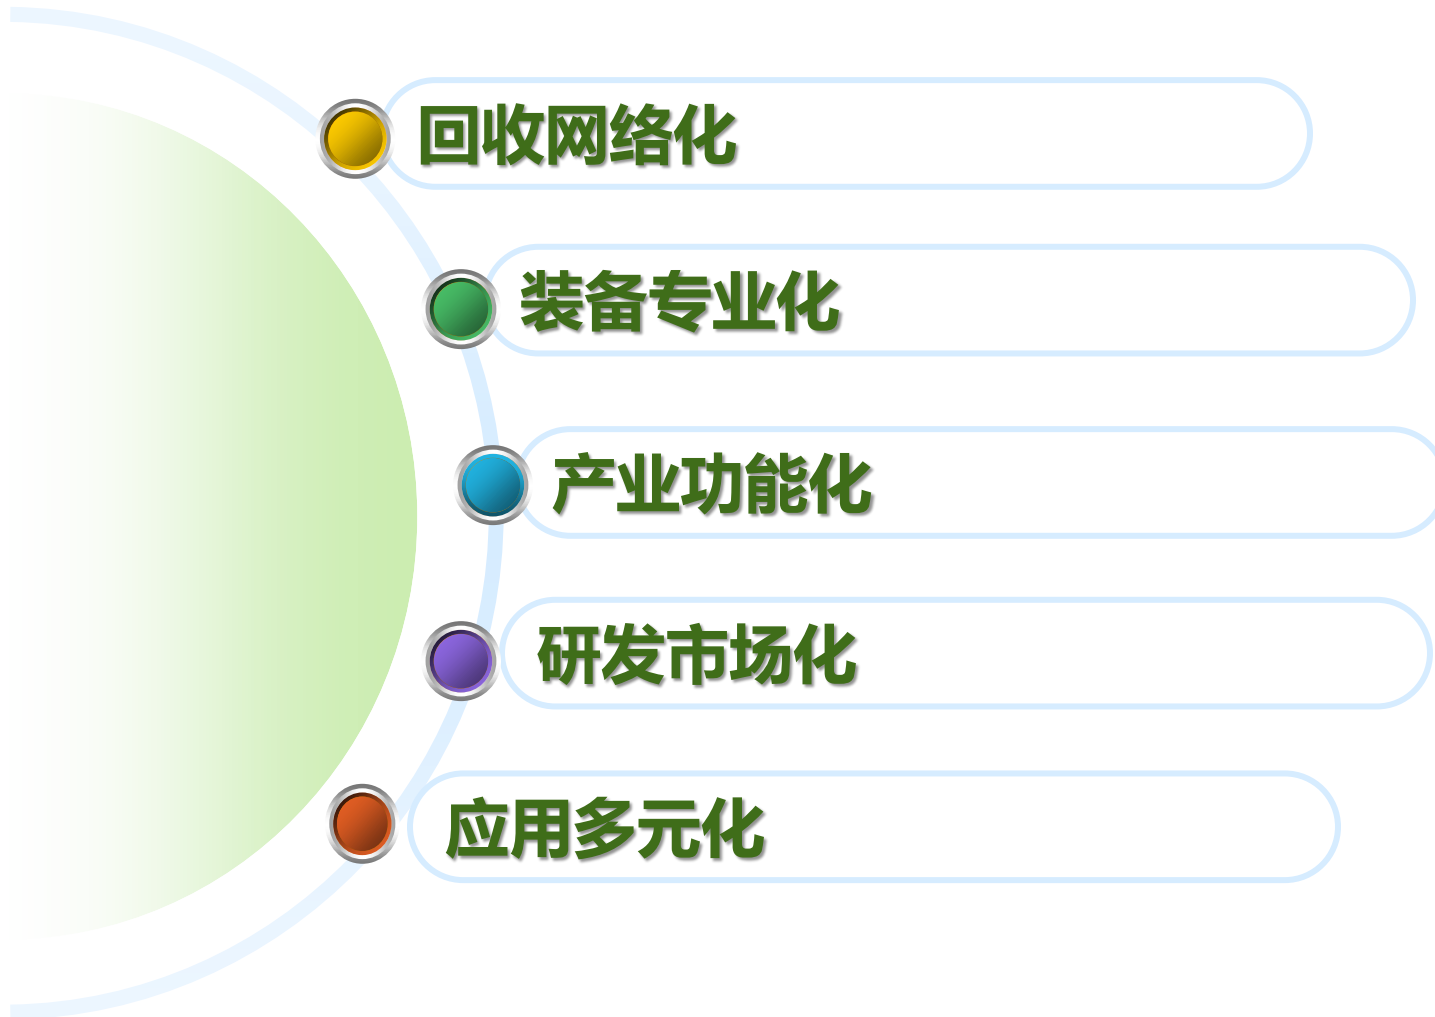 回收网络化
装备专业化
产业功能化
研发市场化
应用多元化